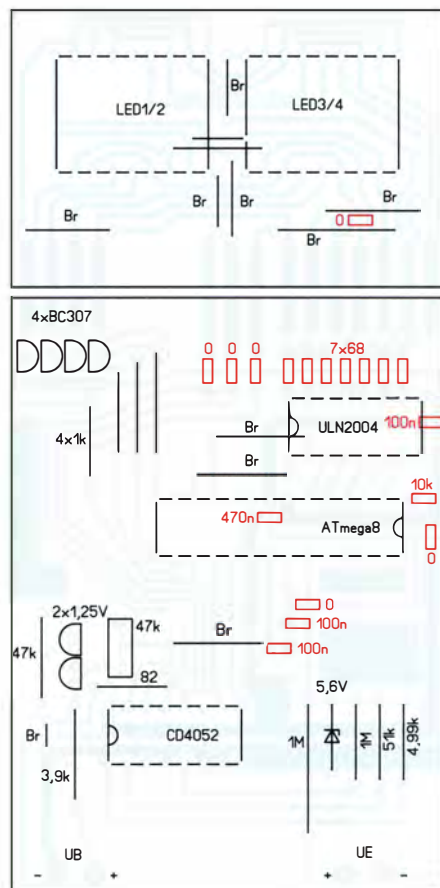 LED1/2
Br
LED3/4
Br
Br
Br
Br
0
Br
4xBC307
0 0 0
7x68
4x1k
Br
ULN2004
100n
Br
10k
470n
ATmega8
0
0
2x1,25V
47k
100n
Br
47k
100n
82
5,6V
Br
CD4052
1M
1M
51k
4,99k
3,9k
UB
UE
- +
+ -